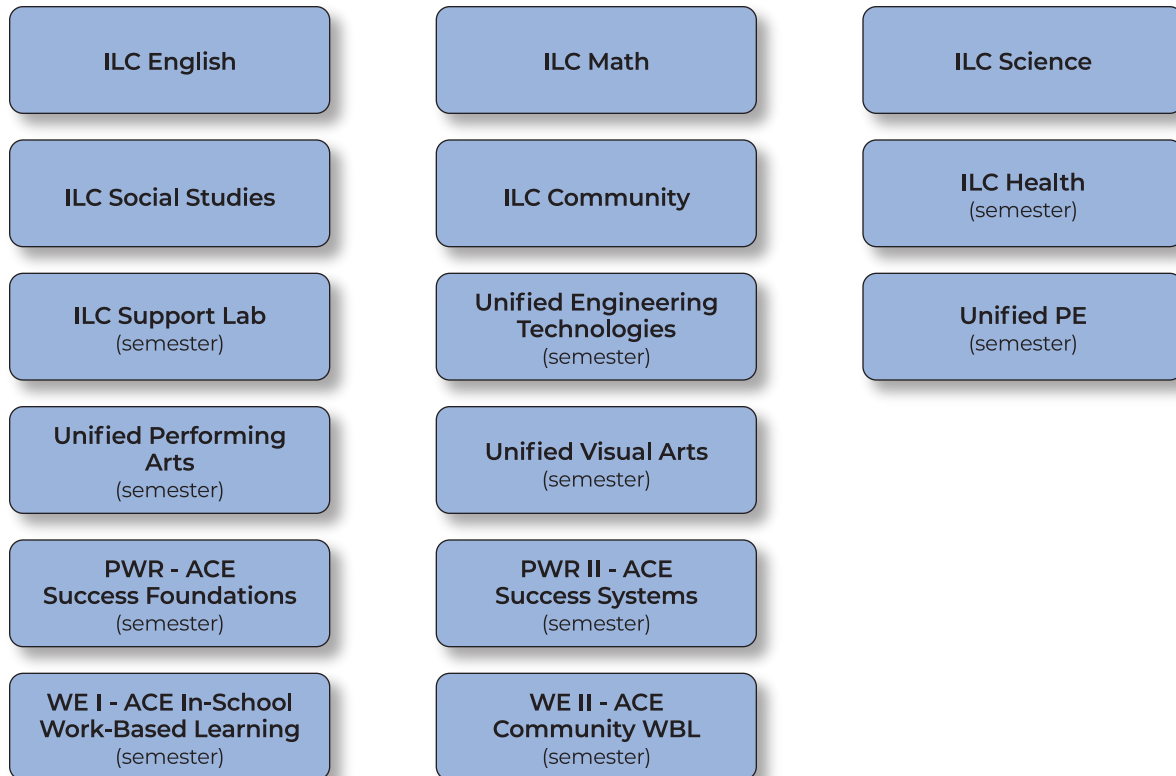 ILC English
ILC Math
ILC Science
ILC Social Studies
ILC Community
ILC Health
(semester)
ILC Support Lab
(semester)
Unified Engineering
Technologies
(semester)
Unified PE
(semester)
Unified Performing
Arts
(semester)
Unified Visual Arts
(semester)
PWR - ACE
Success Foundations
(semester)
PWR II - ACE
Success Systems
(semester)
WE I - ACE In-School
Work-Based Learning
(semester)
WE II - ACE
Community WBL
(semester)